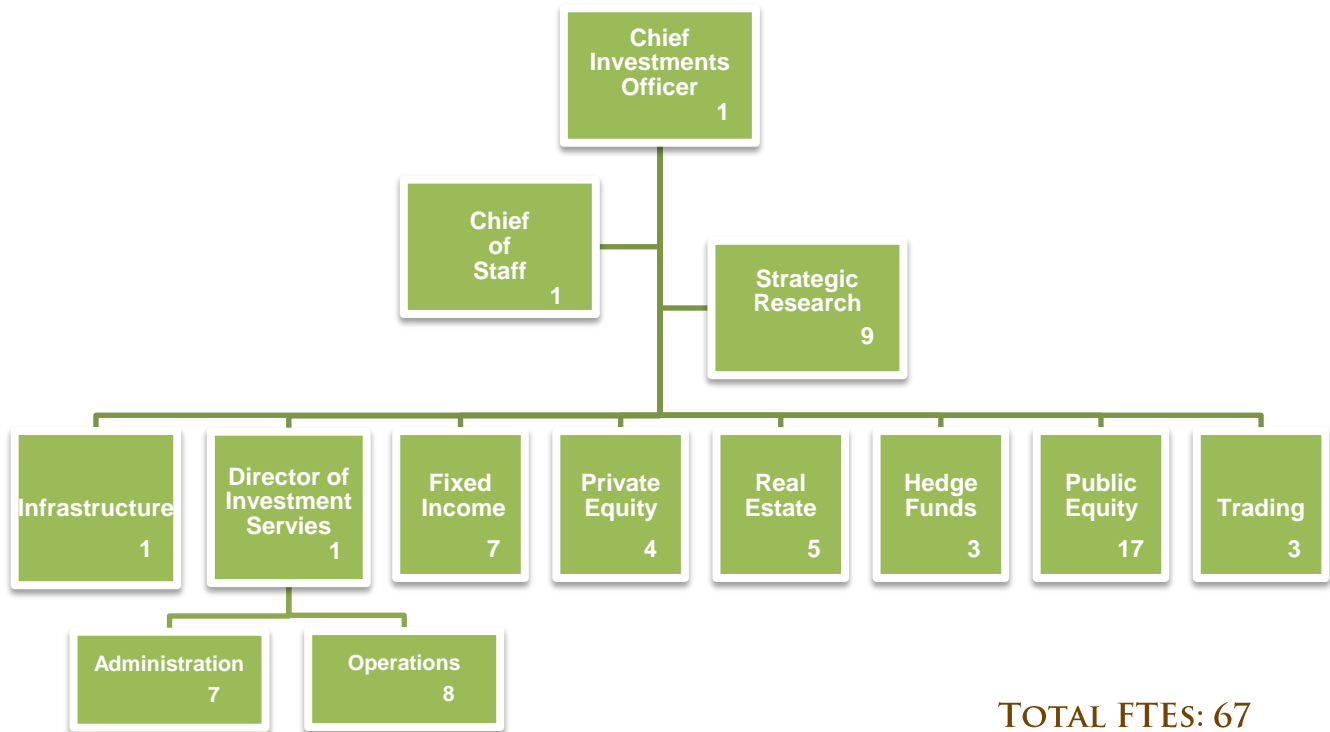 Chief
Investments
Officer
1
Chief
of
Staff
1
Strategic
Research
9
Infrastructure
1
Director of
Investment
Servies
1
Fixed
Income
7
Private
Equity
4
Real
Estate
5
Hedge
Funds
3
Public
Equity
17
Trading
3
Administration
7
Operations
8
TOTAL FTES: 67